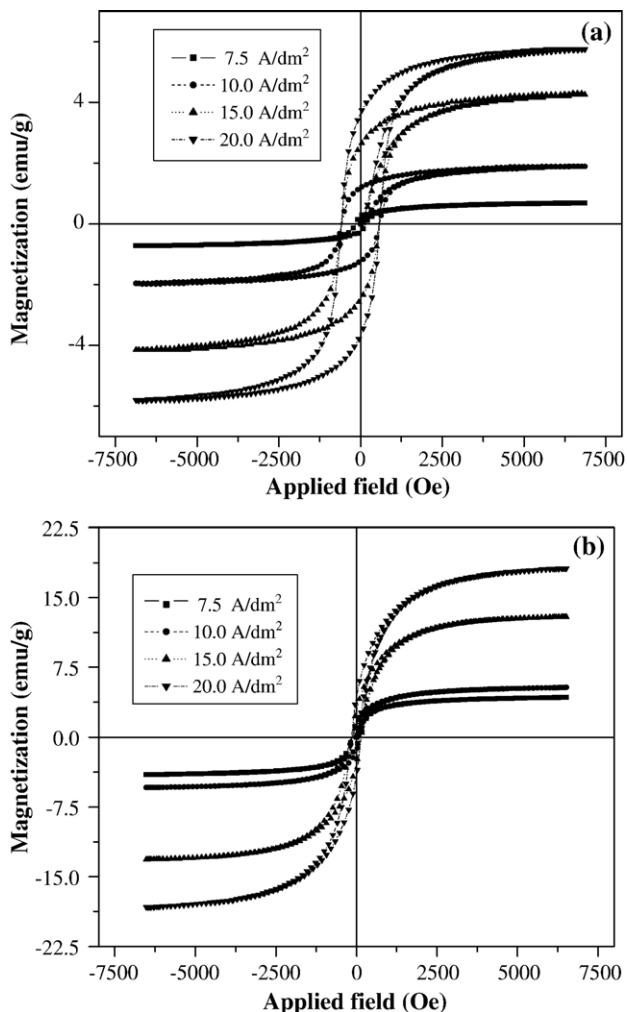 (a)
7.5 A/dm²
10.0 A/dm²
15.0 A/dm²
20.0 A/dm²
Magnetization (emu/g)
4
0
-4
-7500 -5000 -2500 0 2500 5000 7500
Applied field (Oe)
(b)
22.5
15.0
7.5
0.0
-7.5
-15.0
-22.5
7.5 A/dm²
10.0 A/dm²
15.0 A/dm²
20.0 A/dm²
Magnetization (emu/g)
-7500 -5000 -2500 0 2500 5000 7500
Applied field (Oe)